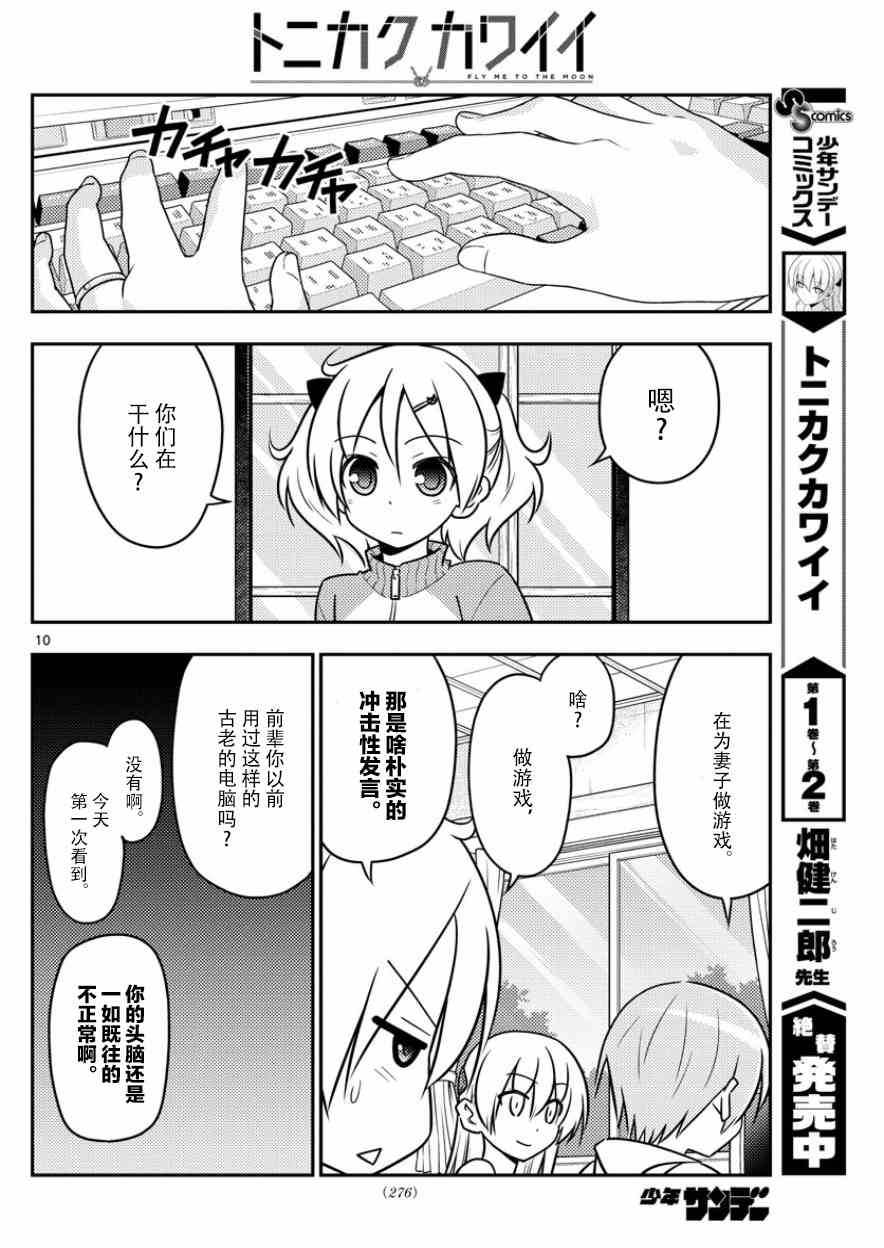 トニカクカワイイ
FLY ME TO THE MOON
カチャ
カチャ
嗯?
你们在
干什么?
10
在为妻子做游戏。
啥?
做游戏,
那是啥朴实的
冲击性发言。
前辈你以前
用过这样的
古老的电脑吗?
没有啊。
今天
第一次看到。
你的头脑还是
一如既往的
不正常啊。
(276)
少年サンデー
SS comics
少年サンデー
コミックス
トニカクカワイイ
第1巻~第2巻
畑健二郎先生
はた けん じ ろう
絶賛発売中